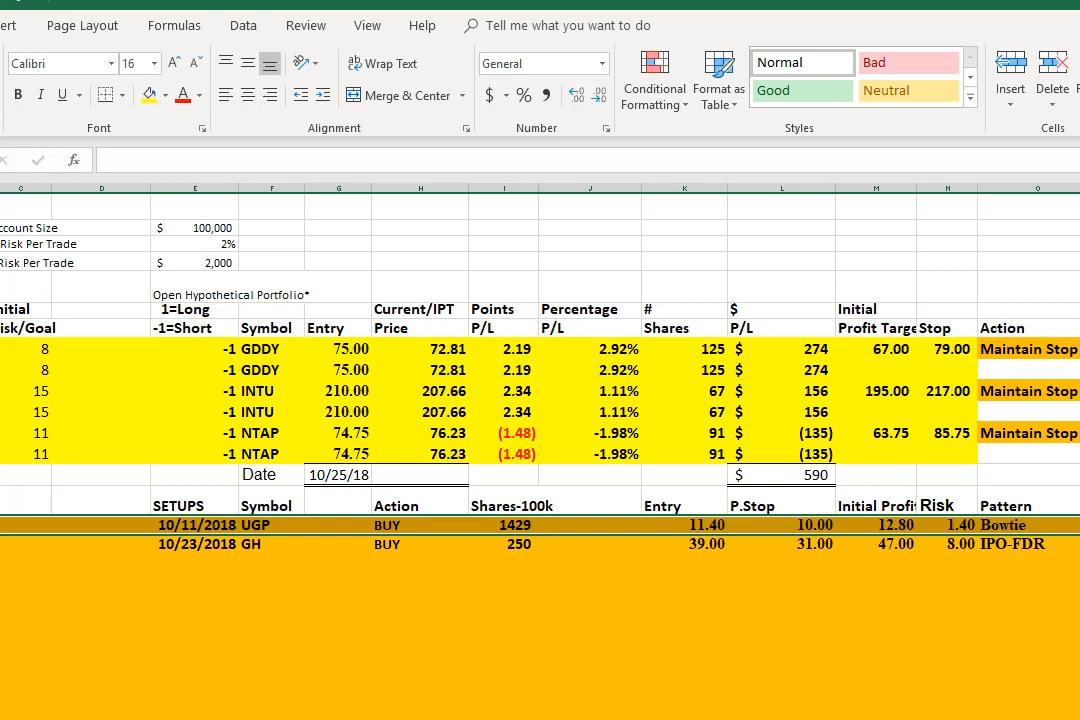 ert Page Layout Formulas Data Review View Help Tell me what you want to do
Calibri 16 A A Wrap Text General Normal Bad
B I U A Merge & Center $ % , Conditional Formatting Format as Table Good Neutral Insert Delete
Font Alignment Number Styles Cells
fx
C D E F G H I J K L M N O
ccount Size $ 100,000
Risk Per Trade 2%
Risk Per Trade $ 2,000
Open Hypothetical Portfolio*
nitial 1=Long Current/IPT Points Percentage # $ Initial
isk/Goal -1=Short Symbol Entry Price P/L P/L Shares P/L Profit Targe Stop Action
8 -1 GDDY 75.00 72.81 2.19 2.92% 125 $ 274 67.00 79.00 Maintain Stop
8 -1 GDDY 75.00 72.81 2.19 2.92% 125 $ 274
15 -1 INTU 210.00 207.66 2.34 1.11% 67 $ 156 195.00 217.00 Maintain Stop
15 -1 INTU 210.00 207.66 2.34 1.11% 67 $ 156
11 -1 NTAP 74.75 76.23 (1.48) -1.98% 91 $ (135) 63.75 85.75 Maintain Stop
11 -1 NTAP 74.75 76.23 (1.48) -1.98% 91 $ (135)
Date 10/25/18 $ 590
SETUPS Symbol Action Shares-100k Entry P.Stop Initial Profi Risk Pattern
10/11/2018 UGP BUY 1429 11.40 10.00 12.80 1.40 Bowtie
10/23/2018 GH BUY 250 39.00 31.00 47.00 8.00 IPO-FDR